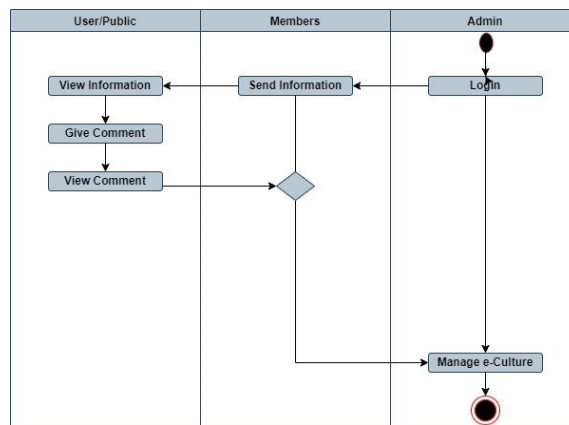 User/Public
Members
Admin
View Information
Send Information
Login
Give Comment
View Comment
Manage e-Culture